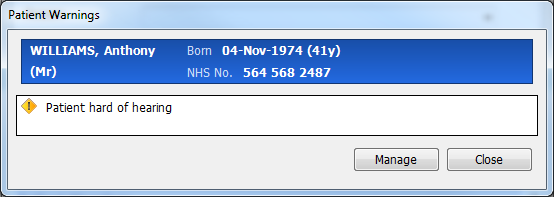 Patient Warnings
WILLIAMS, Anthony (Mr)
Born 04-Nov-1974 (41y)
NHS No. 564 568 2487
Patient hard of hearing
Manage
Close